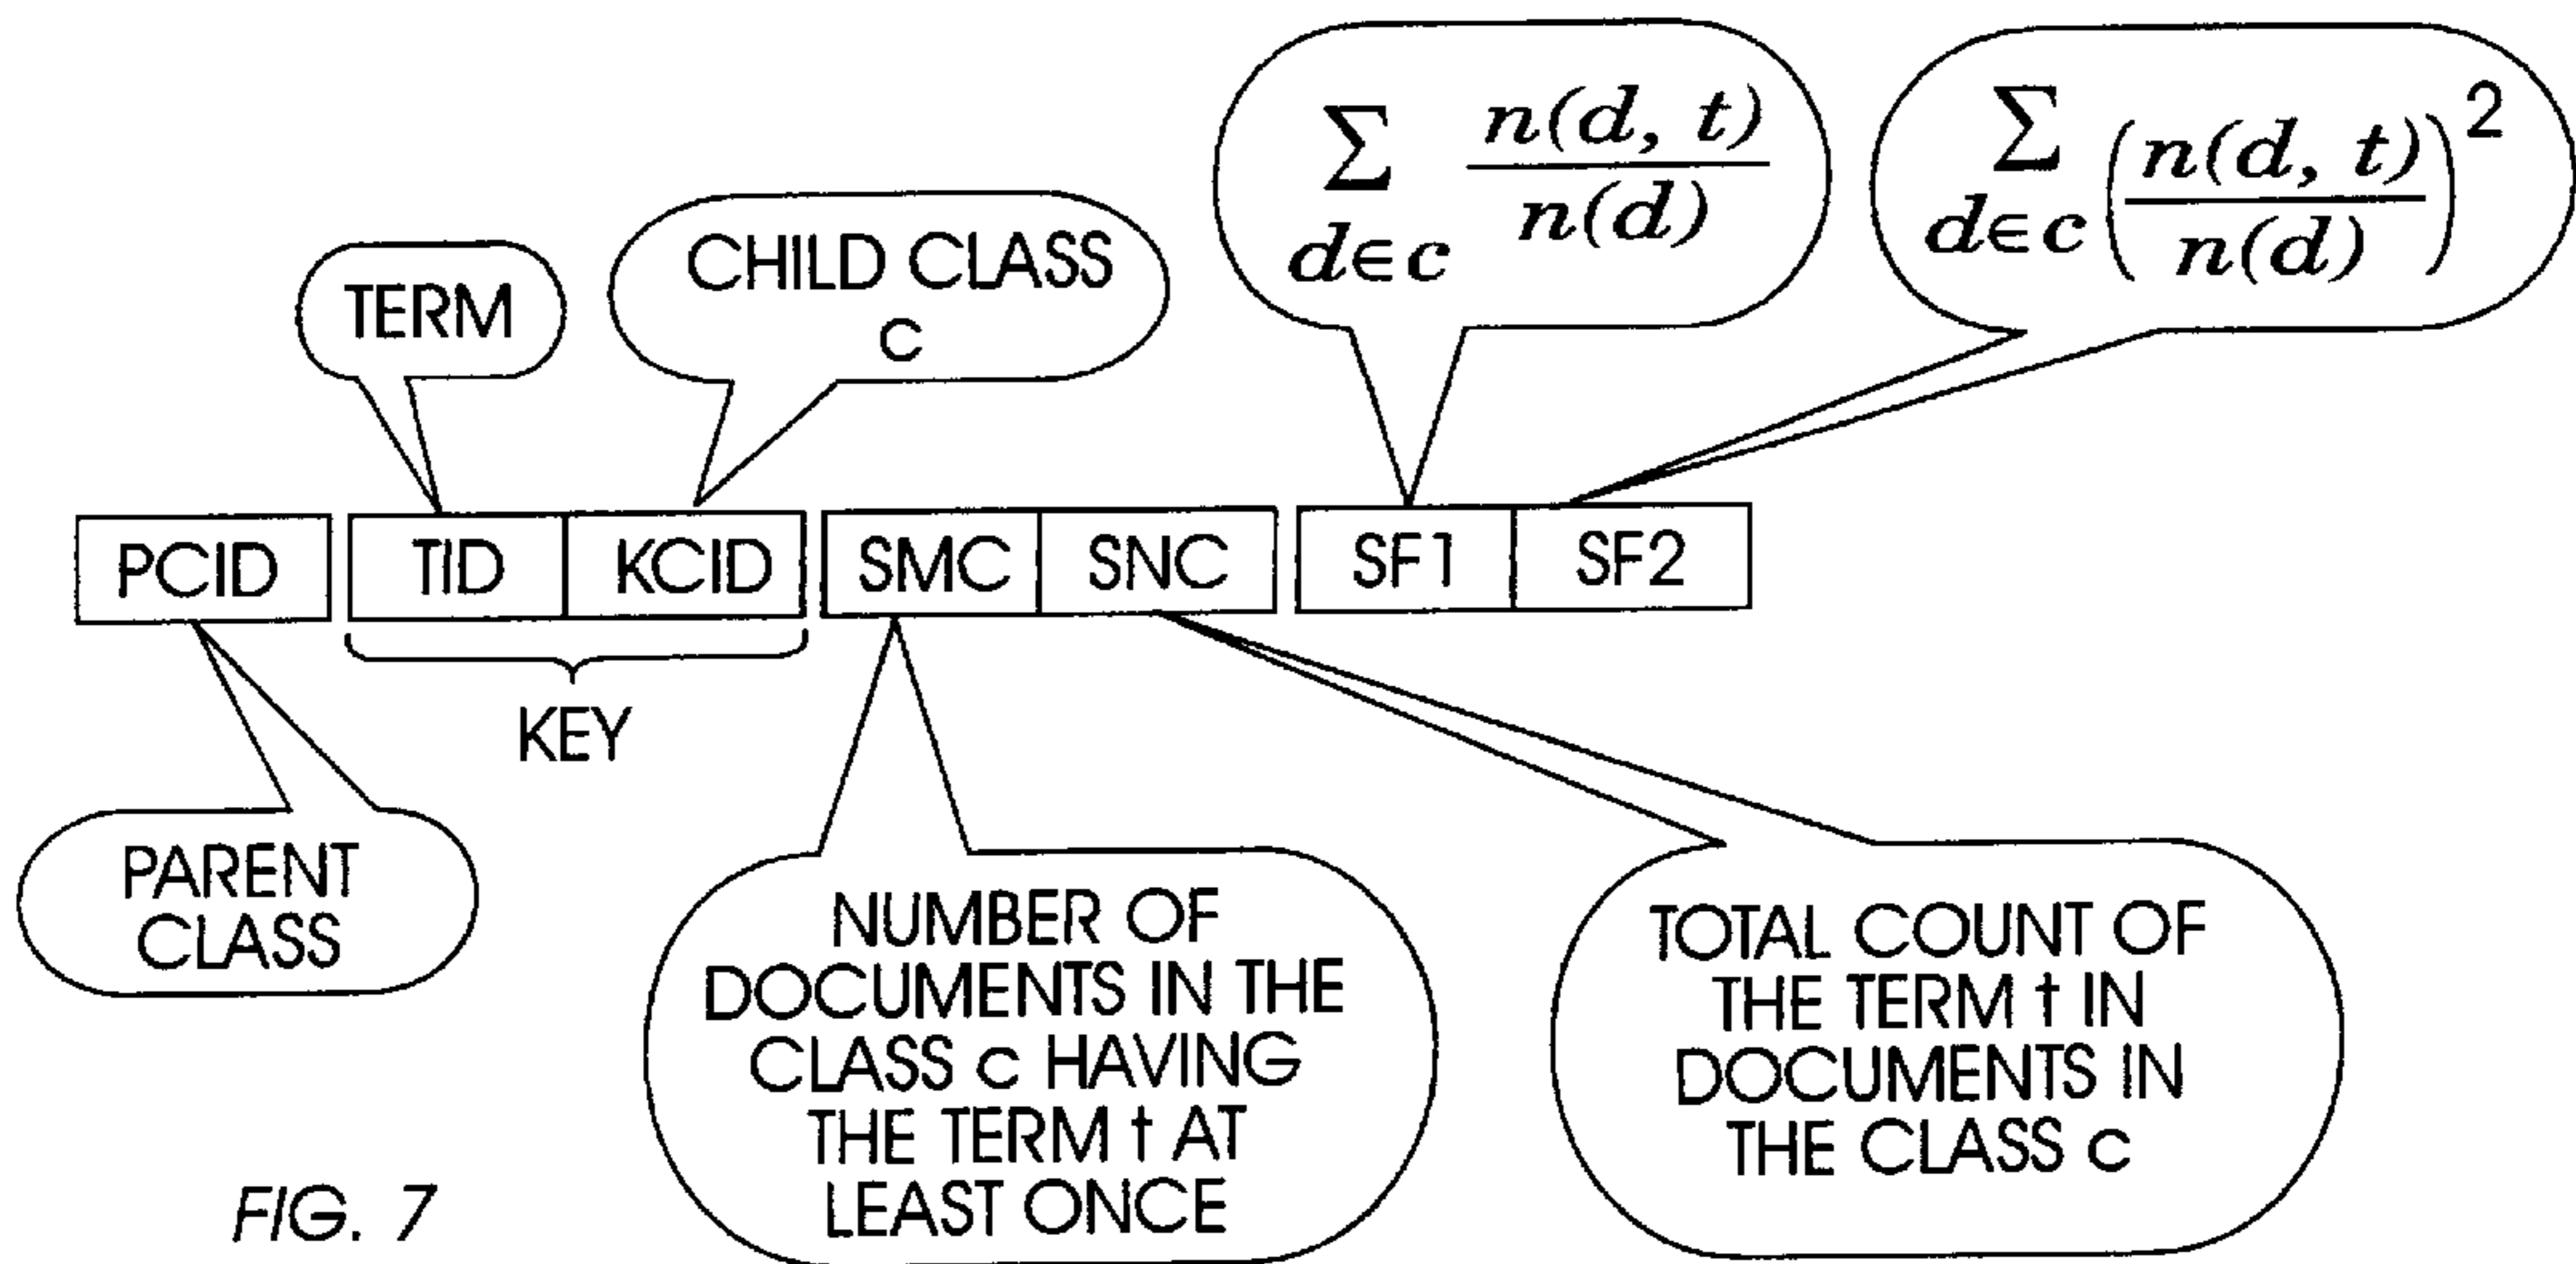 TERM
CHILD CLASS
c
∑ n(d, t)
d∈c n(d)
∑ (n(d, t))2
d∈c n(d)
PCID TID KCID SMC SNC SF1 SF2
KEY
PARENT
CLASS
NUMBER OF
DOCUMENTS IN THE
CLASS c HAVING
THE TERM t AT
LEAST ONCE
TOTAL COUNT OF
THE TERM t IN
DOCUMENTS IN
THE CLASS c
FIG. 7